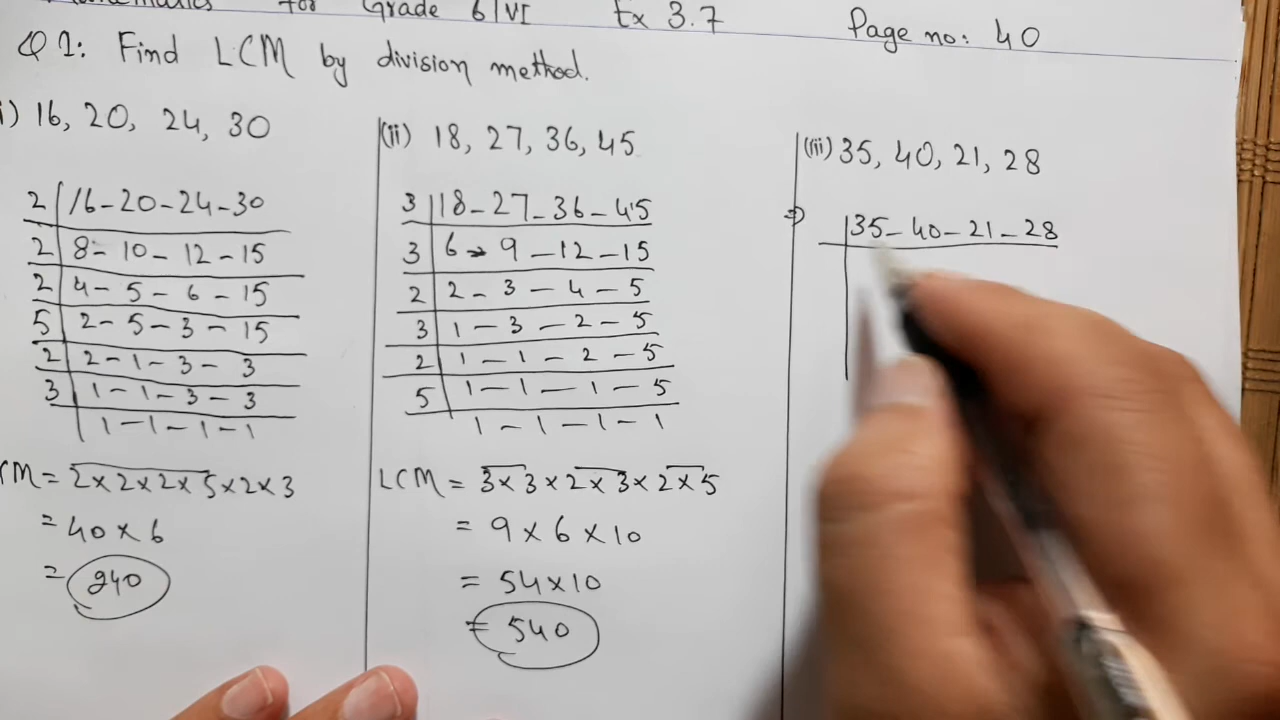 for Grade 6/VI Ex 3.7 Page no: 40
Q1: Find LCM by division method.
i) 16, 20, 24, 30
2 | 16 - 20 - 24 - 30
2 | 8 - 10 - 12 - 15
2 | 4 - 5 - 6 - 15
5 | 2 - 5 - 3 - 15
2 | 2 - 1 - 3 - 3
3 | 1 - 1 - 3 - 3
| 1 - 1 - 1 - 1
CM = 2 × 2 × 2 × 5 × 2 × 3
= 40 × 6
= 240
(ii) 18, 27, 36, 45
3 | 18 - 27 - 36 - 45
3 | 6 - 9 - 12 - 15
2 | 2 - 3 - 4 - 5
3 | 1 - 3 - 2 - 5
2 | 1 - 1 - 2 - 5
5 | 1 - 1 - 1 - 5
1 - 1 - 1 - 1
LCM = 3 × 3 × 2 × 3 × 2 × 5
= 9 × 6 × 10
= 54 × 10
= 540
(iii) 35, 40, 21, 28
⇒ | 35 - 40 - 21 - 28